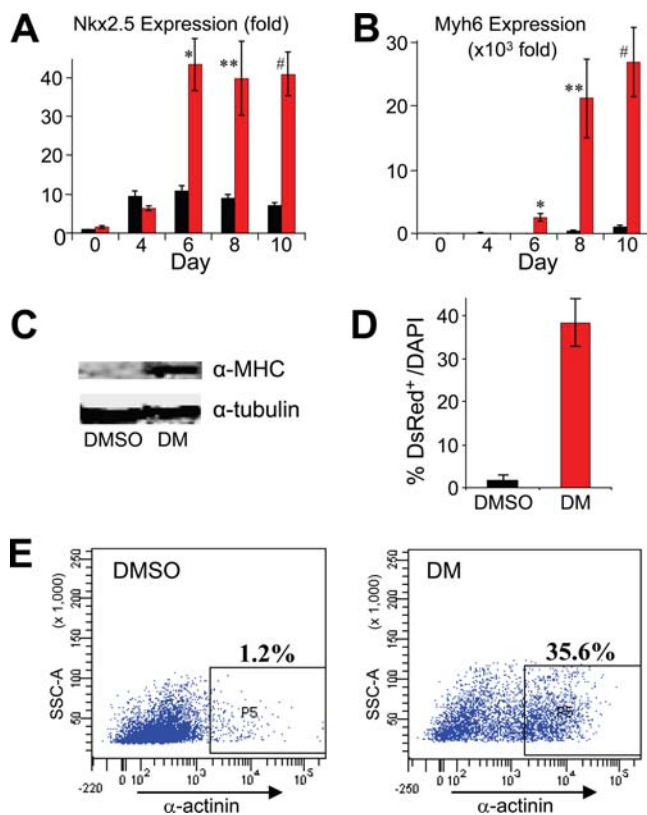 A
Nkx2.5 Expression (fold)
40
30
20
10
0
*
**
#
0 4 6 8 10
Day
B
Myh6 Expression
(x10³ fold)
30
20
10
0
*
**
#
0 4 6 8 10
Day
C
α-MHC
α-tubulin
DMSO DM
D
% DsRed⁺ /DAPI
40
30
20
10
0
DMSO DM
E
DMSO
1.2%
P5
SSC-A
(x 1,000)
250
200
150
100
50
-220 0 10² 10³ 10⁴ 10⁵
α-actinin
DM
35.6%
P5
SSC-A
(x 1,000)
250
200
150
100
50
-250 0 10² 10³ 10⁴ 10⁵
α-actinin